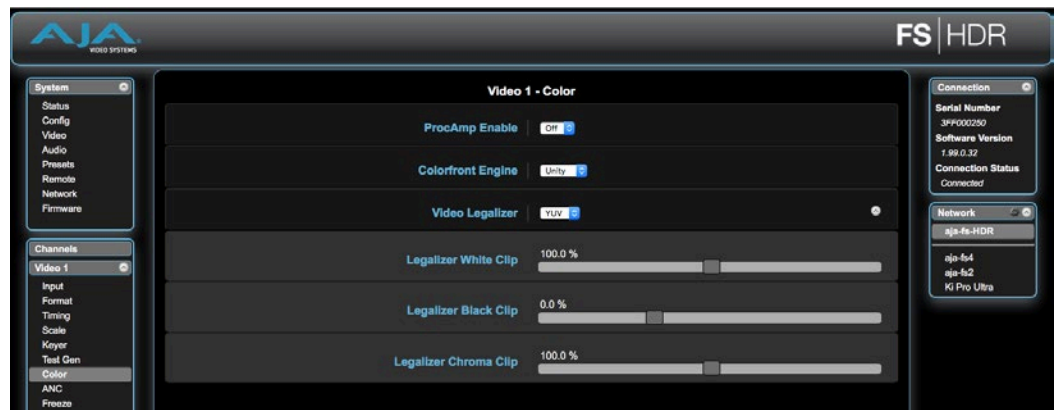 AJA
VIDEO SYSTEMS
FS|HDR
System
Status
Config
Video
Audio
Presets
Remote
Network
Firmware
Channels
Video 1
Input
Format
Timing
Scale
Keyer
Test Gen
Color
ANC
Freeze
Video 1 - Color
ProcAmp Enable Off
Colorfront Engine Unity
Video Legalizer YUV
Legalizer White Clip 100.0 %
Legalizer Black Clip 0.0 %
Legalizer Chroma Clip 100.0 %
Connection
Serial Number
3FF000250
Software Version
1.99.0.32
Connection Status
Connected
Network
aja-fs-HDR
aja-fs4
aja-fs2
Ki Pro Ultra